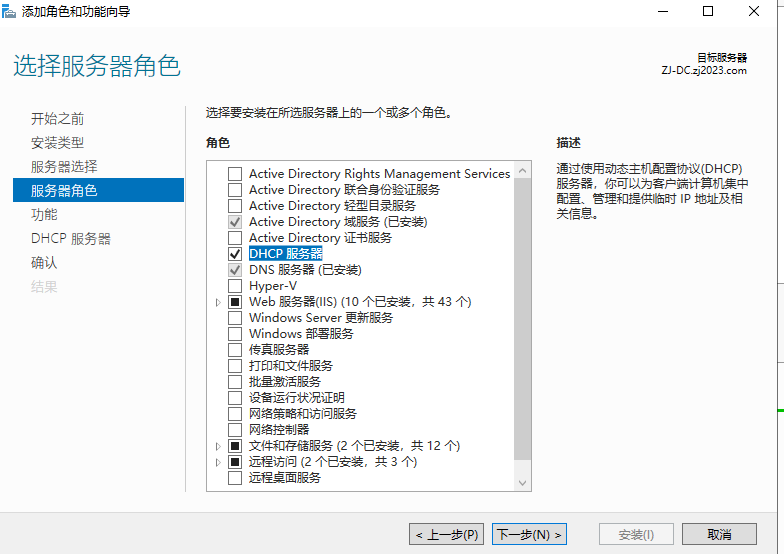 添加角色和功能向导
选择服务器角色
目标服务器
ZJ-DC.zj2023.com
开始之前
安装类型
服务器选择
服务器角色
功能
DHCP 服务器
确认
结果
选择要安装在所选服务器上的一个或多个角色。
角色
Active Directory Rights Management Services
Active Directory 联合身份验证服务
Active Directory 轻型目录服务
Active Directory 域服务 (已安装)
Active Directory 证书服务
DHCP 服务器
DNS 服务器 (已安装)
Hyper-V
Web 服务器(IIS) (10 个已安装，共 43 个)
Windows Server 更新服务
Windows 部署服务
传真服务器
打印和文件服务
批量激活服务
设备运行状况证明
网络策略和访问服务
网络控制器
文件和存储服务 (2 个已安装，共 12 个)
远程访问 (2 个已安装，共 3 个)
远程桌面服务
描述
通过使用动态主机配置协议(DHCP)
服务器，你可以为客户端计算机集中
配置、管理和提供临时 IP 地址及相
关信息。
< 上一步(P)
下一步(N) >
安装(I)
取消